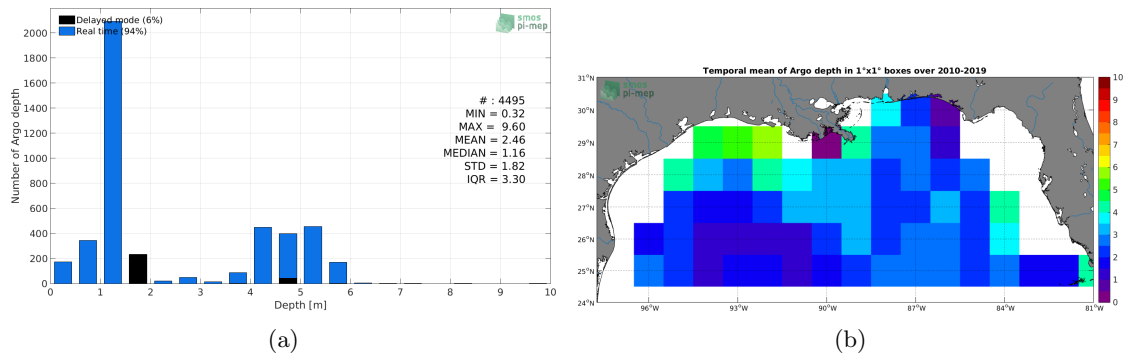 Delayed mode (6%)
Real time (94%)
smos
pi-mep
2000
1800
1600
1400
1200
1000
800
600
400
200
0
Number of Argo depth
# : 4495
MIN = 0.32
MAX = 9.60
MEAN = 2.46
MEDIAN = 1.16
STD = 1.82
IQR = 3.30
0 1 2 3 4 5 6 7 8 9 10
Depth [m]
(a)
Temporal mean of Argo depth in 1°x1° boxes over 2010-2019
smos
pi-mep
31°N
30°N
29°N
28°N
27°N
26°N
25°N
24°N
96°W 93°W 90°W 87°W 84°W 81°W
10
9
8
7
6
5
4
3
2
1
0
(b)